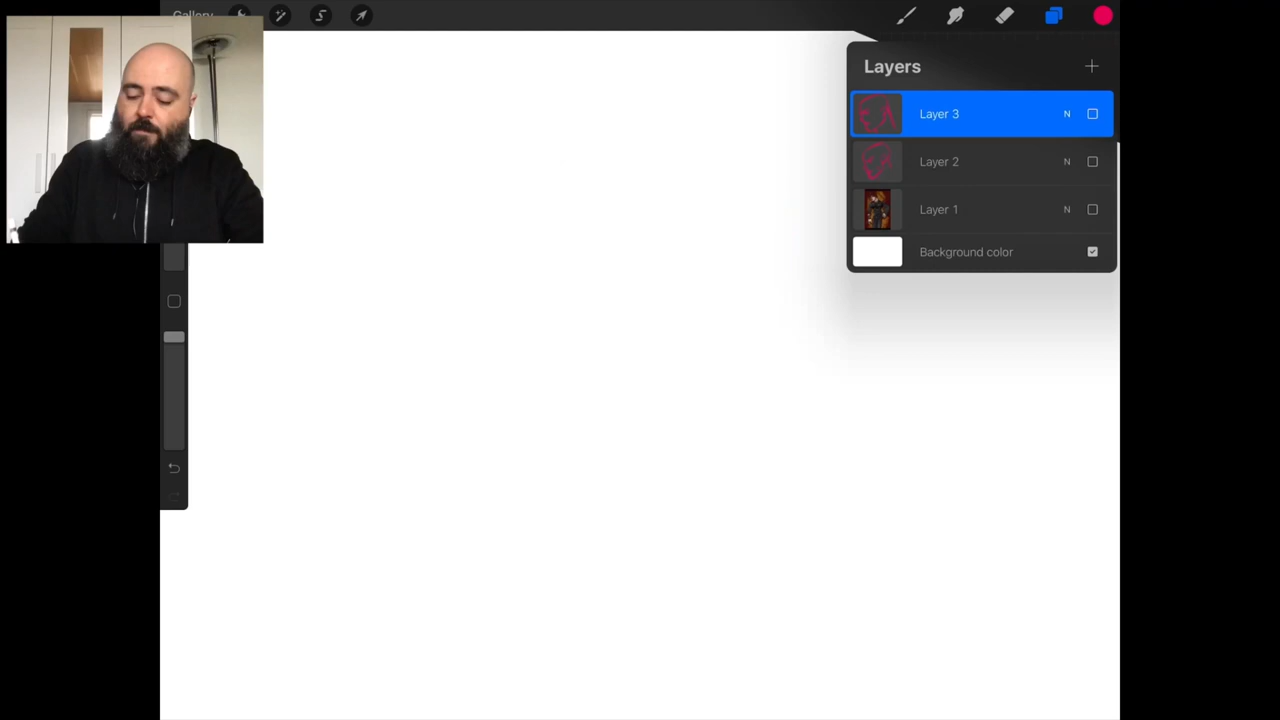 Gallery
Layers
Layer 3 N
Layer 2 N
Layer 1 N
Background color